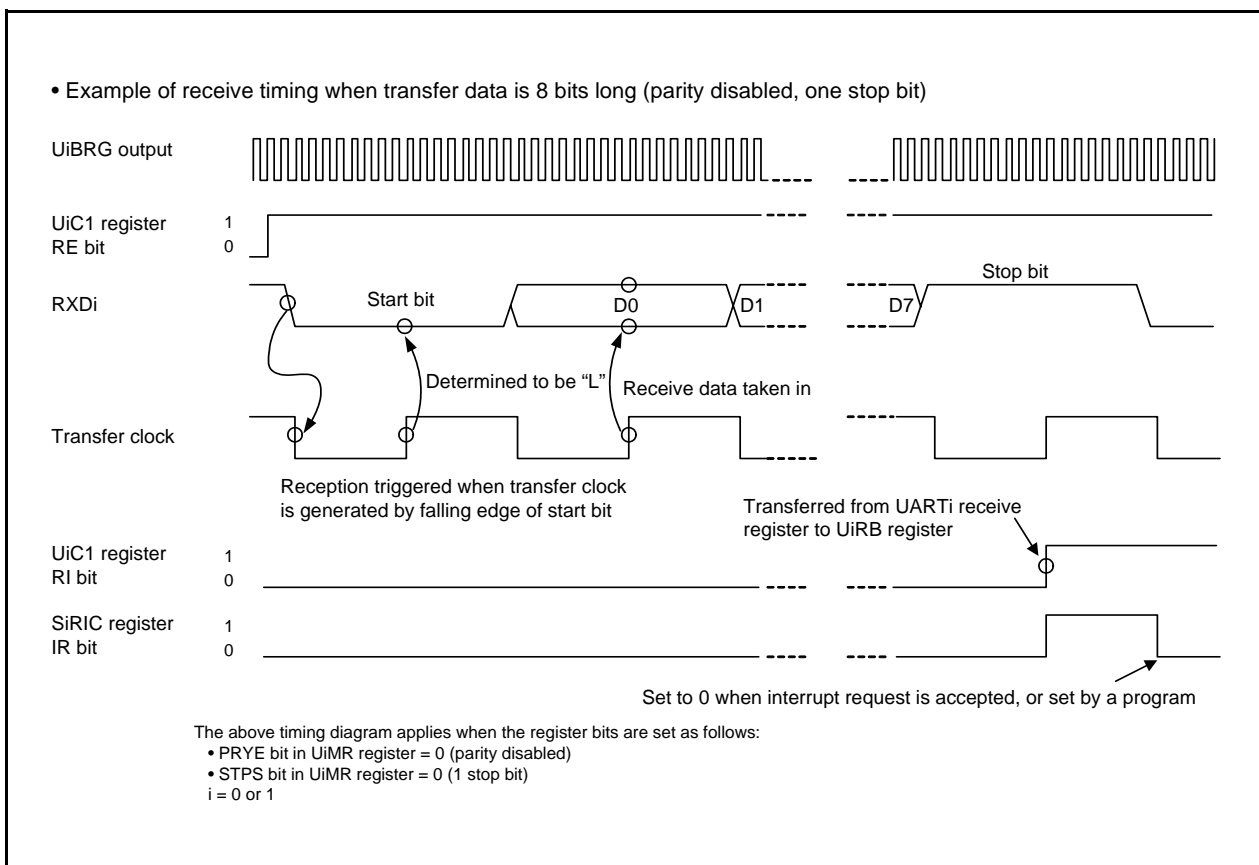 • Example of receive timing when transfer data is 8 bits long (parity disabled, one stop bit)
UiBRG output
UiC1 register
RE bit
1
0
RXDi
Start bit
D0
D1
D7
Stop bit
Determined to be “L”
Receive data taken in
Transfer clock
Reception triggered when transfer clock
is generated by falling edge of start bit
Transferred from UARTi receive
register to UiRB register
UiC1 register
RI bit
1
0
SiRIC register
IR bit
1
0
Set to 0 when interrupt request is accepted, or set by a program
The above timing diagram applies when the register bits are set as follows:
• PRYE bit in UiMR register = 0 (parity disabled)
• STPS bit in UiMR register = 0 (1 stop bit)
i = 0 or 1